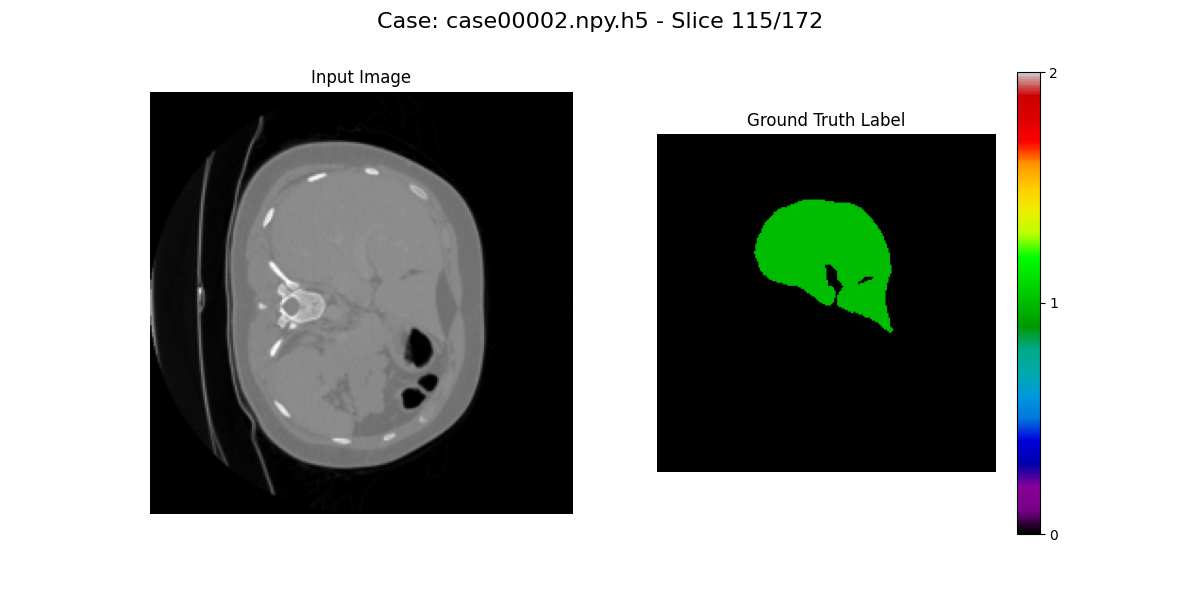 Case: case00002.npy.h5 - Slice 115/172
Input Image
Ground Truth Label
2
1
0